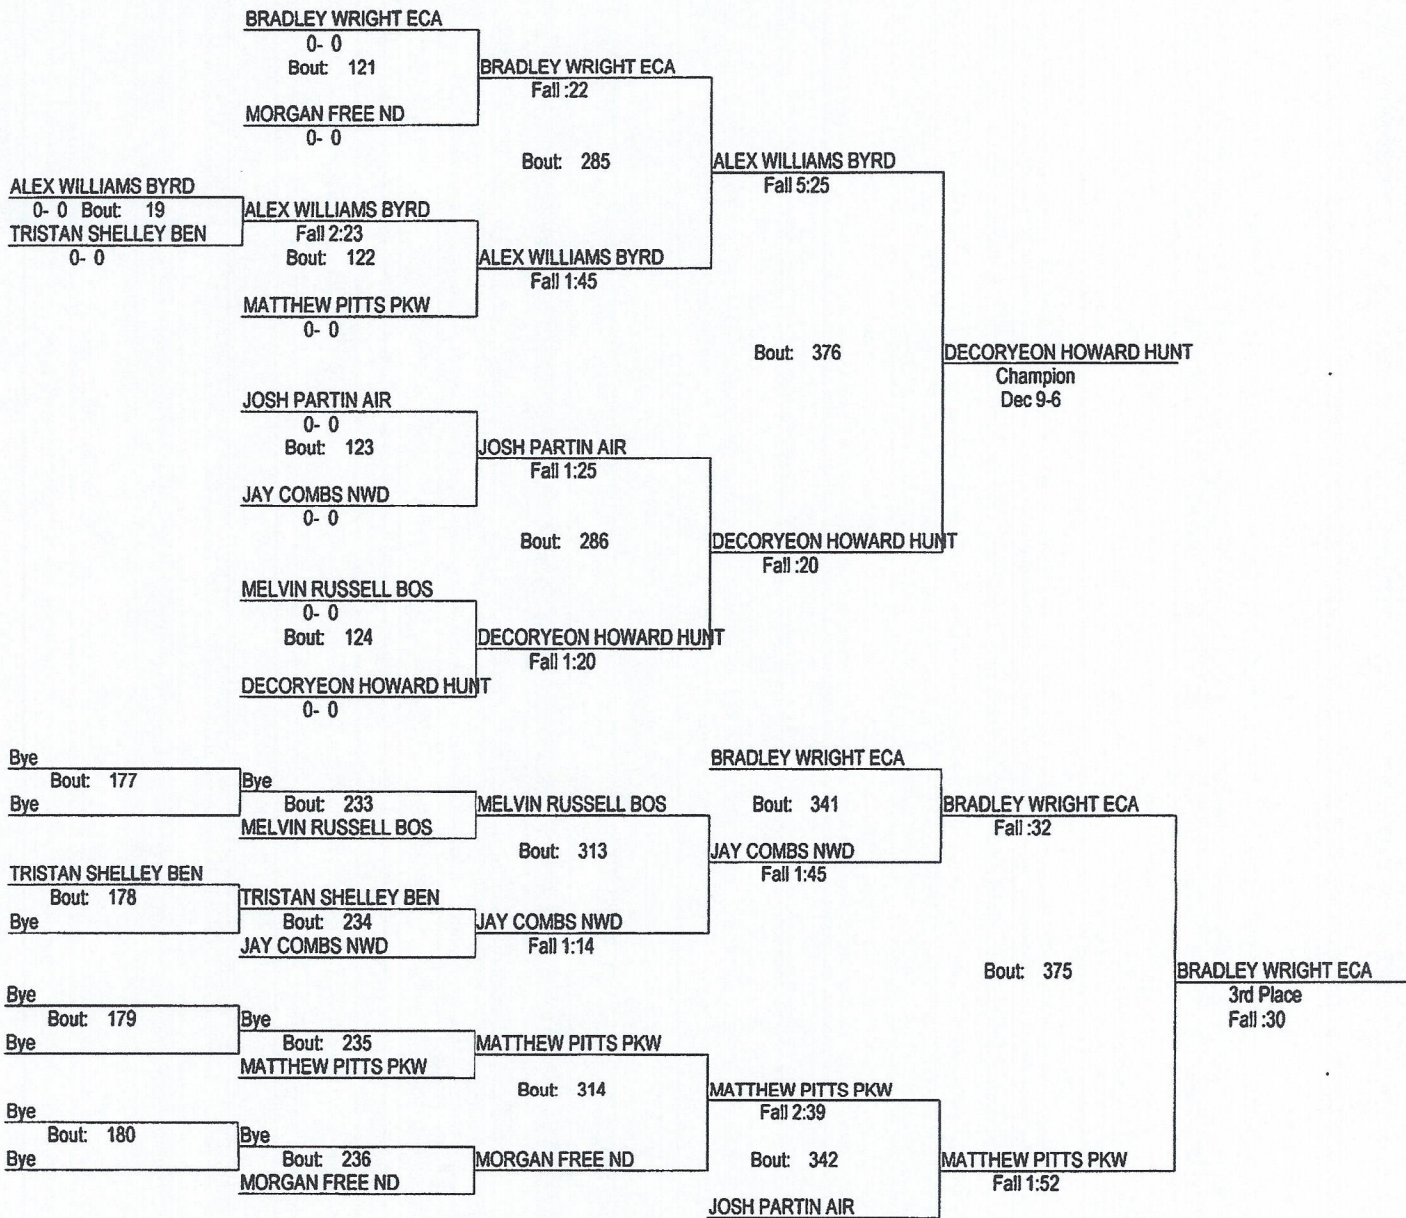 BRADLEY WRIGHT ECA
0- 0
Bout: 121
BRADLEY WRIGHT ECA
Fall :22
MORGAN FREE ND
0- 0
Bout: 285
ALEX WILLIAMS BYRD
Fall 5:25
ALEX WILLIAMS BYRD
0- 0 Bout: 19
TRISTAN SHELLEY BEN
0- 0
ALEX WILLIAMS BYRD
Fall 2:23
Bout: 122
ALEX WILLIAMS BYRD
Fall 1:45
MATTHEW PITTS PKW
0- 0
Bout: 376
DECORYEON HOWARD HUNT
Champion
Dec 9-6
JOSH PARTIN AIR
0- 0
Bout: 123
JOSH PARTIN AIR
Fall 1:25
JAY COMBS NWD
0- 0
Bout: 286
DECORYEON HOWARD HUNT
Fall :20
MELVIN RUSSELL BOS
0- 0
Bout: 124
DECORYEON HOWARD HUNT
Fall 1:20
DECORYEON HOWARD HUNT
0- 0
Bye
Bout: 177
Bye
Bye
Bout: 233
MELVIN RUSSELL BOS
MELVIN RUSSELL BOS
Bout: 313
BRADLEY WRIGHT ECA
Bout: 341
BRADLEY WRIGHT ECA
Fall :32
JAY COMBS NWD
Fall 1:45
TRISTAN SHELLEY BEN
Bout: 178
Bye
TRISTAN SHELLEY BEN
Bout: 234
JAY COMBS NWD
JAY COMBS NWD
Fall 1:14
Bout: 375
BRADLEY WRIGHT ECA
3rd Place
Fall :30
Bye
Bout: 179
Bye
Bye
Bout: 235
MATTHEW PITTS PKW
MATTHEW PITTS PKW
Bout: 314
MATTHEW PITTS PKW
Fall 2:39
Bye
Bout: 180
Bye
Bye
Bout: 236
MORGAN FREE ND
MORGAN FREE ND
Bout: 342
MATTHEW PITTS PKW
Fall 1:52
JOSH PARTIN AIR